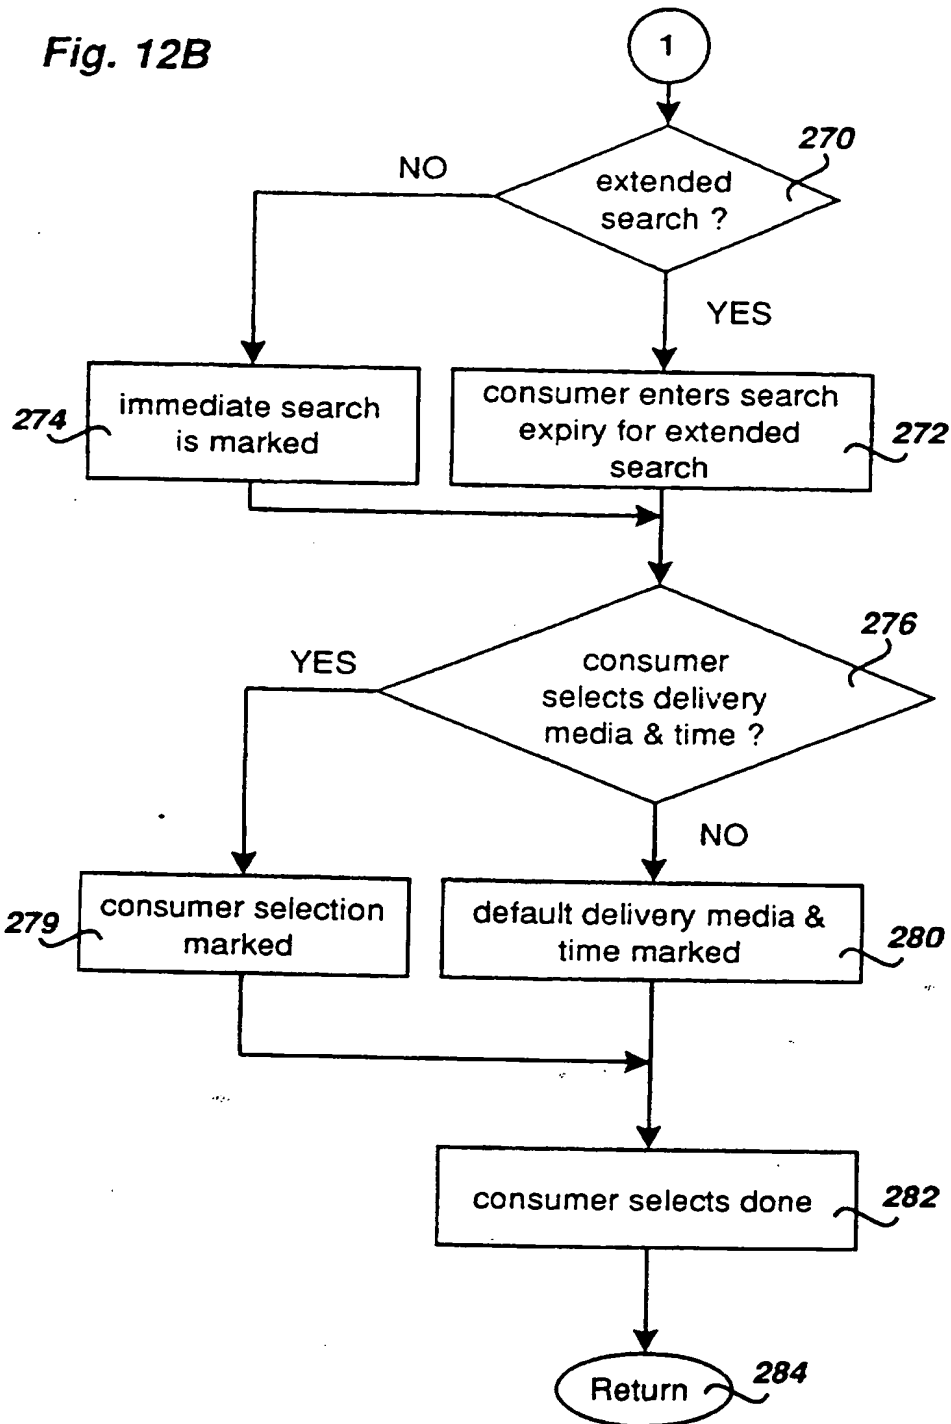 Fig. 12B
1
270
NO
extended
search ?
YES
274
immediate search
is marked
consumer enters search
expiry for extended
search
272
276
YES
consumer
selects delivery
media & time ?
NO
279
consumer selection
marked
default delivery media &
time marked
280
consumer selects done
282
Return
284